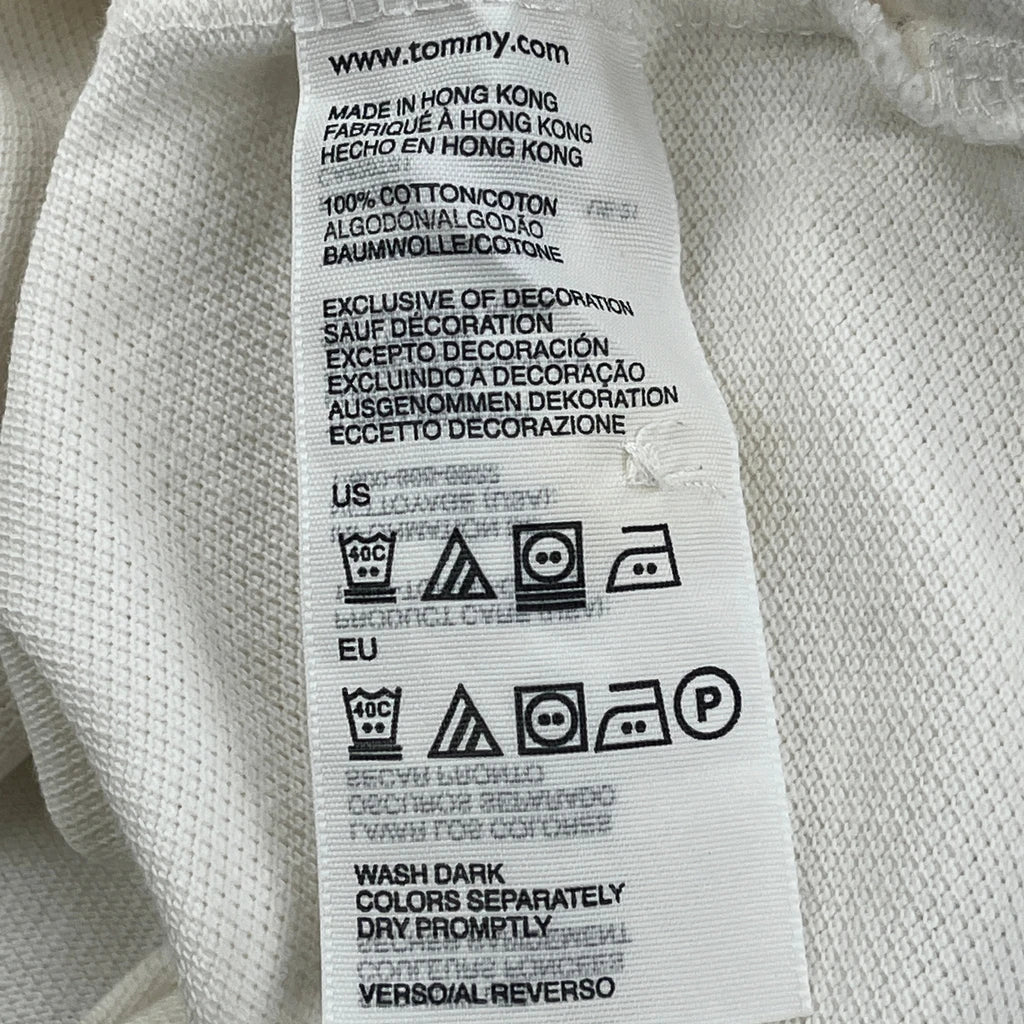 www.tommy.com
MADE IN HONG KONG
FABRIQUÉ À HONG KONG
HECHO EN HONG KONG
100% COTTON/COTON
ALGODÓN/ALGODÃO
BAUMWOLLE/COTONE
EXCLUSIVE OF DECORATION
SAUF DÉCORATION
EXCEPTO DECORACIÓN
EXCLUINDO A DECORAÇÃO
AUSGENOMMEN DEKORATION
ECCETTO DECORAZIONE
US
40C
EU
40C P
WASH DARK
COLORS SEPARATELY
DRY PROMPTLY
VERSO/AL REVERSO